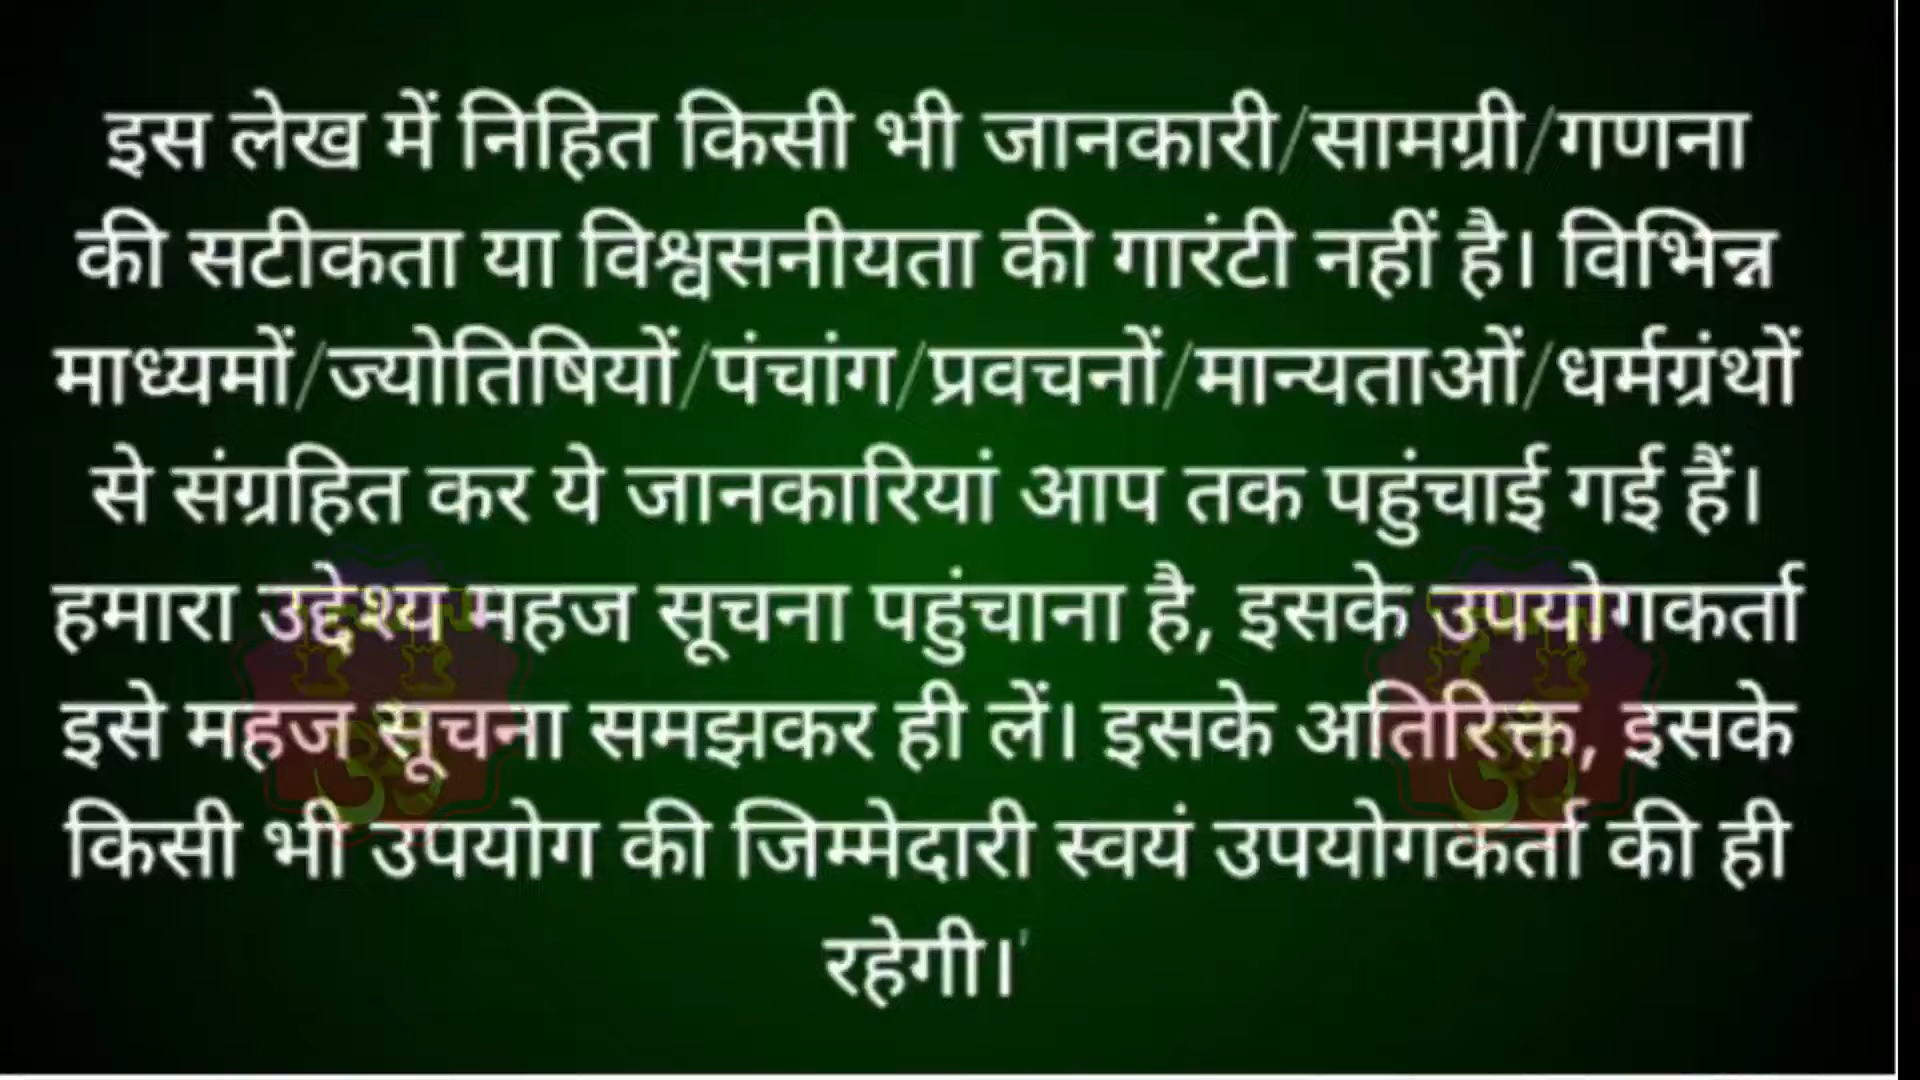 इस लेख में निहित किसी भी जानकारी/सामग्री/गणना
की सटीकता या विश्वसनीयता की गारंटी नहीं है। विभिन्न
माध्यमों/ज्योतिषियों/पंचांग/प्रवचनों/मान्यताओं/धर्मग्रंथों
से संग्रहित कर ये जानकारियां आप तक पहुंचाई गई हैं।
हमारा उद्देश्य महज सूचना पहुंचाना है, इसके उपयोगकर्ता
इसे महज सूचना समझकर ही लें। इसके अतिरिक्त, इसके
किसी भी उपयोग की जिम्मेदारी स्वयं उपयोगकर्ता की ही
रहेगी।'